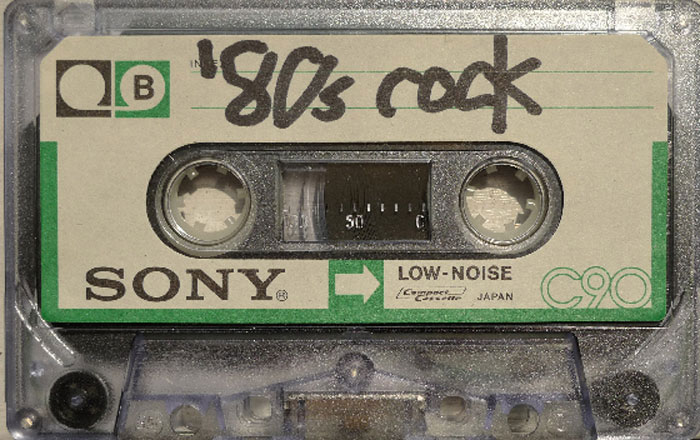 B
'80s rock
50
0
SONY®
LOW-NOISE
Compact
Cassette
JAPAN
C90